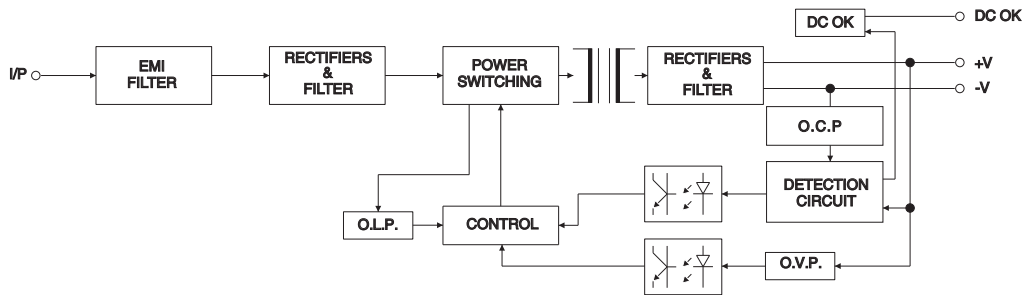 DC OK
DC OK
I/P
EMI
FILTER
RECTIFIERS
&
FILTER
POWER
SWITCHING
RECTIFIERS
&
FILTER
+V
-V
O.C.P
DETECTION
CIRCUIT
O.L.P.
CONTROL
O.V.P.